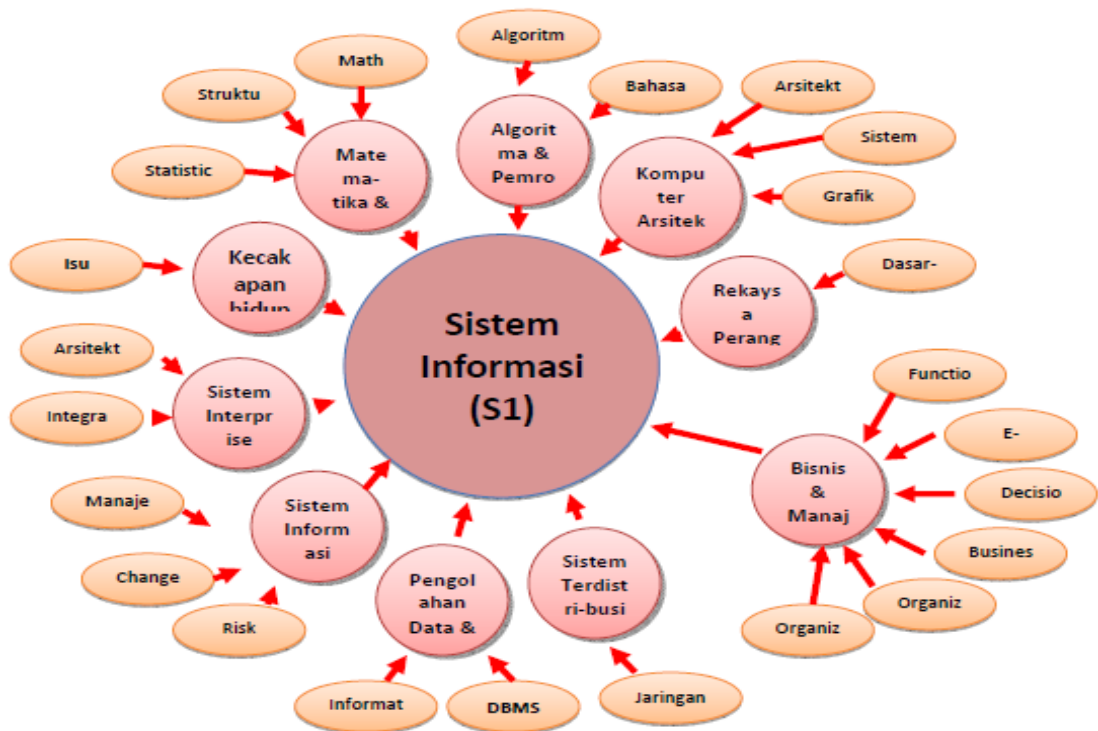 Algoritm
Math
Bahasa
Arsitekt
Struktu
Sistem
Statistic
Grafik
Algorit
ma &
Pemro
Mate
ma-
tika &
Kompu
ter
Arsitek
Isu
Kecak
apan
hidup
Dasar-
Rekays
a
Perang
Sistem
Informasi
(S1)
Arsitekt
Integra
Sistem
Interpr
ise
Functio
E-
Decisio
Busines
Organiz
Organiz
Bisnis
&
Manaj
Manaje
Change
Risk
Sistem
Inform
asi
Pengol
ahan
Data &
Sistem
Terdist
ri-busi
Informat
DBMS
Jaringan